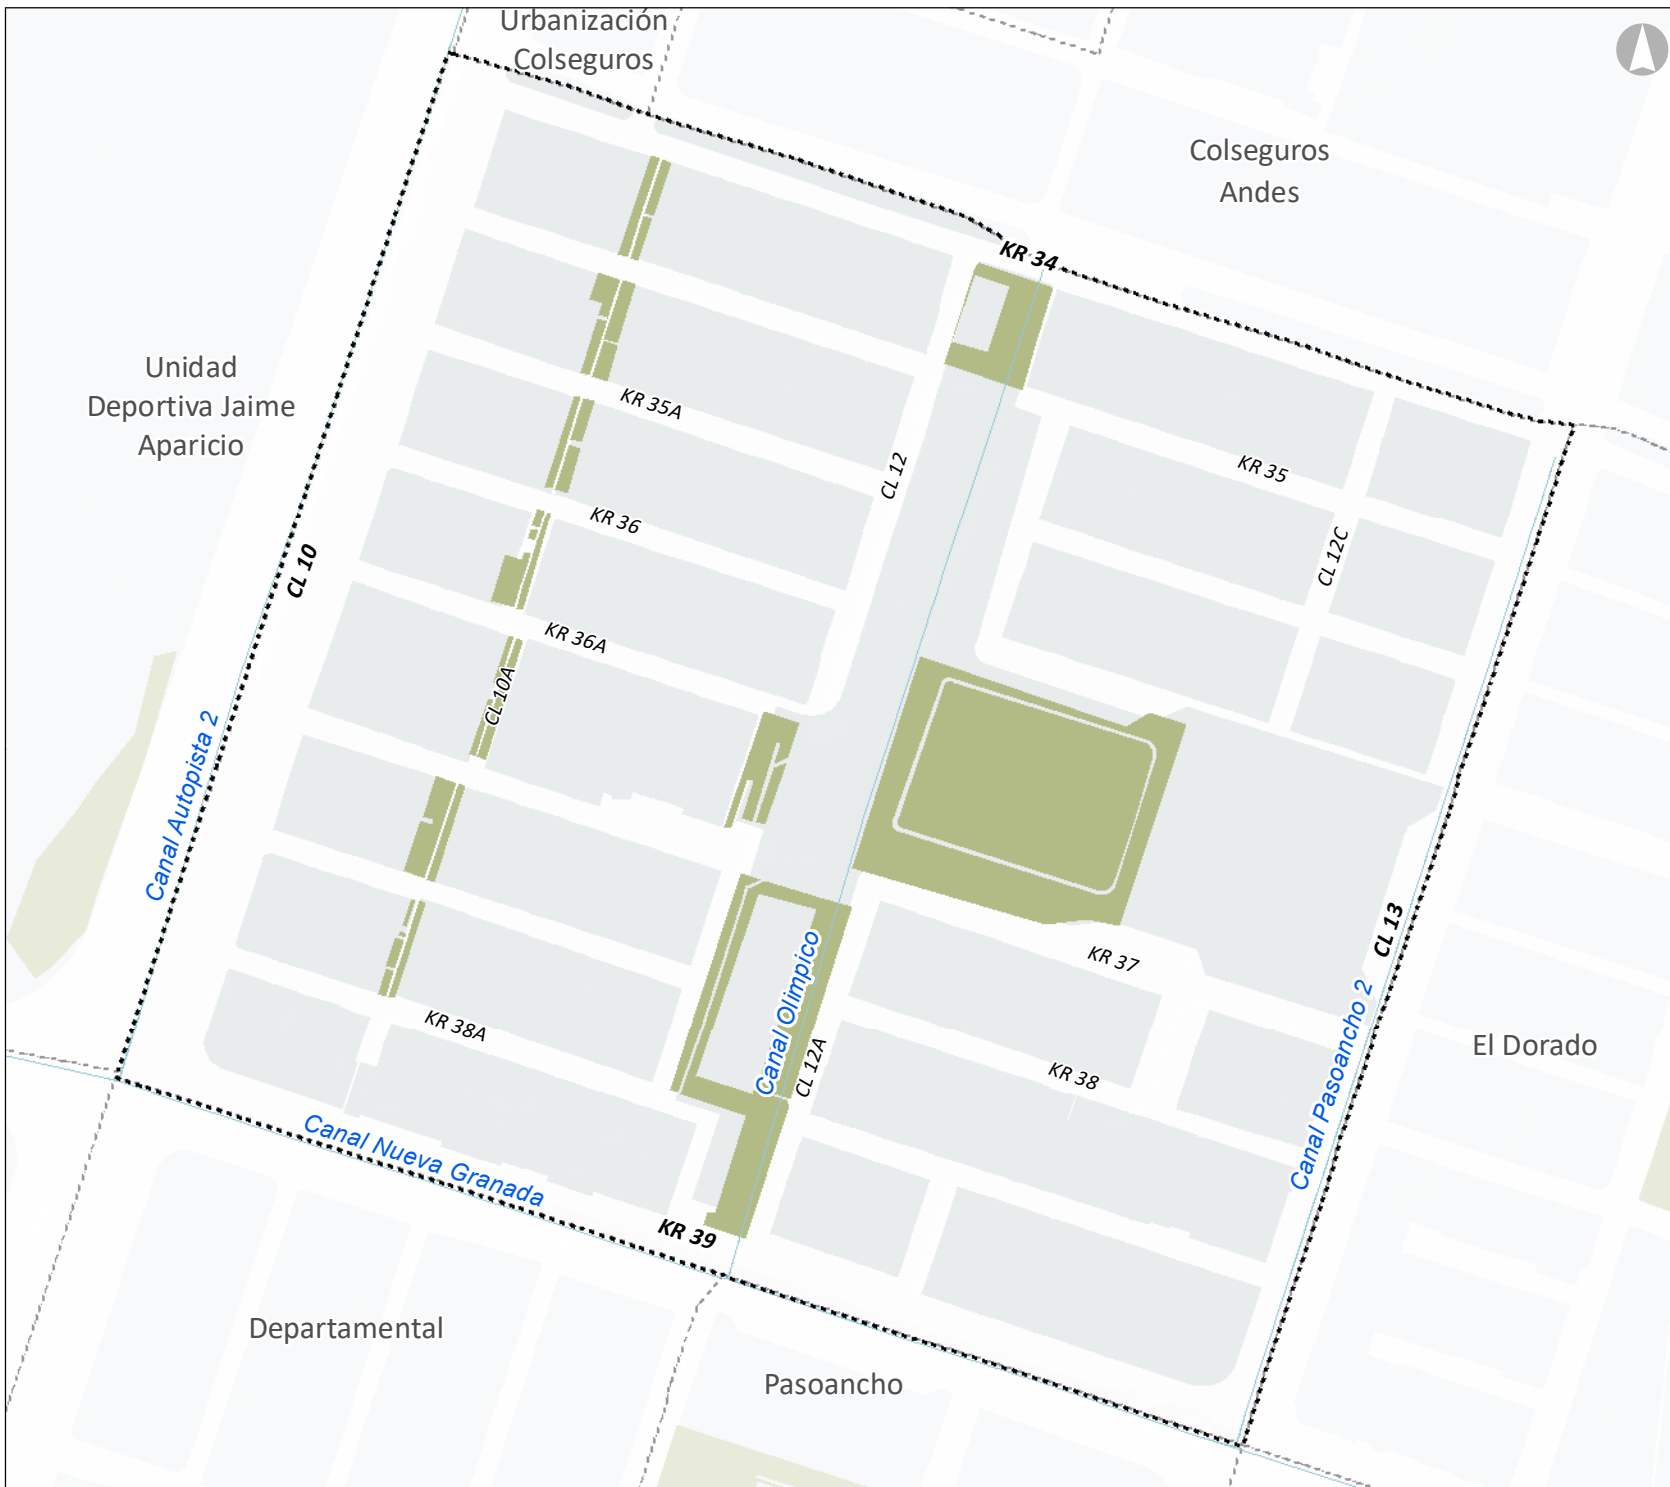 Urbanización
Colseguros
Colseguros
Andes
KR 34
Unidad
Deportiva Jaime
Aparicio
KR 35A
KR 35
CL 12
KR 36
CL 12C
CL 10
KR 36A
CL 10A
Canal Autopista 2
CL 13
KR 37
Canal Olimpico
KR 38A
CL 12A
KR 38
Canal Pasoancho 2
El Dorado
Canal Nueva Granada
KR 39
Departamental
Pasoancho